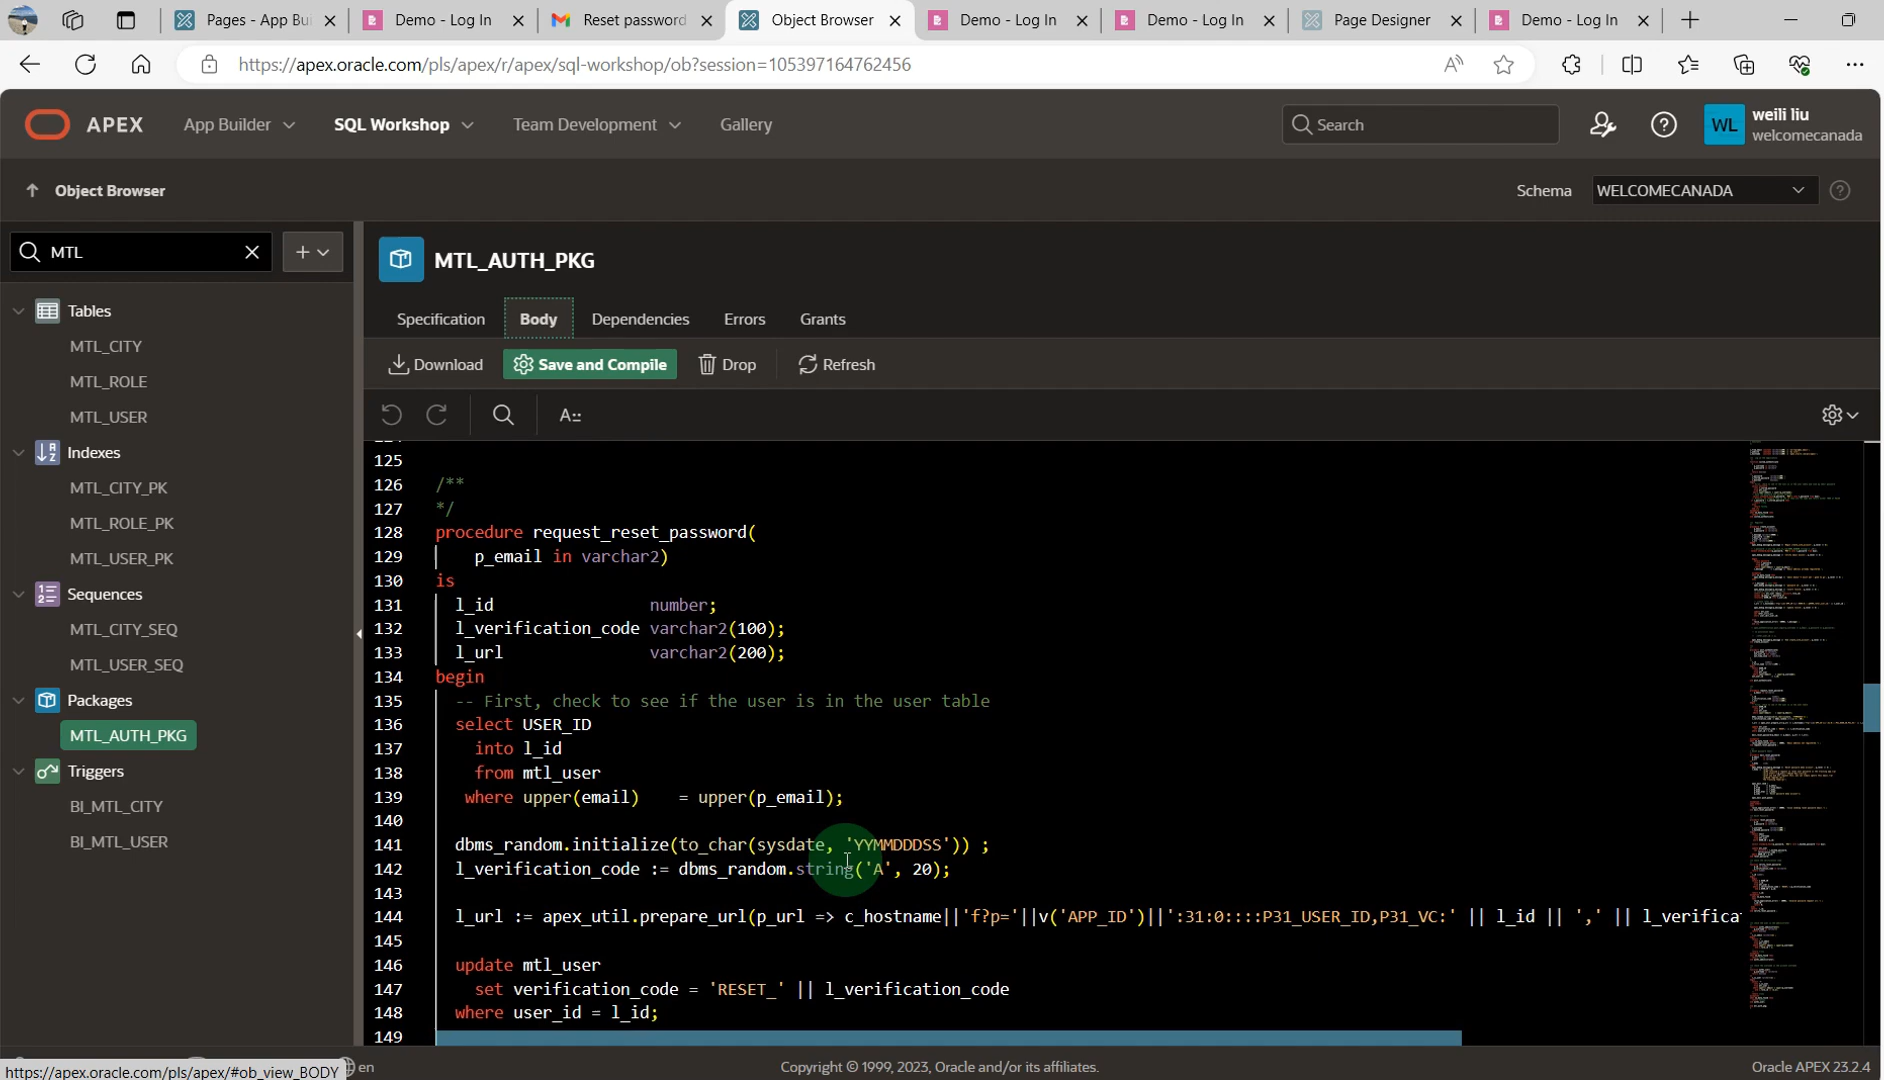 Pages - App Bui
Demo - Log In
Reset password
Object Browser
Demo - Log In
Demo - Log In
Page Designer
Demo - Log In
https://apex.oracle.com/pls/apex/r/apex/sql-workshop/ob?session=105397164762456
APEX
App Builder
SQL Workshop
Team Development
Gallery
Search
WL
weili liu
welcomecanada
Object Browser
Schema
WELCOMECANADA
MTL
Tables
MTL_CITY
MTL_ROLE
MTL_USER
Indexes
MTL_CITY_PK
MTL_ROLE_PK
MTL_USER_PK
Sequences
MTL_CITY_SEQ
MTL_USER_SEQ
Packages
MTL_AUTH_PKG
Triggers
BI_MTL_CITY
BI_MTL_USER
MTL_AUTH_PKG
Specification
Body
Dependencies
Errors
Grants
Download
Save and Compile
Drop
Refresh
125
126 /**
127 */
128 procedure request_reset_password(
129 p_email in varchar2)
130 is
131 l_id number;
132 l_verification_code varchar2(100);
133 l_url varchar2(200);
134 begin
135 -- First, check to see if the user is in the user table
136 select USER_ID
137 into l_id
138 from mtl_user
139 where upper(email) = upper(p_email);
140
141 dbms_random.initialize(to_char(sysdate, 'YYMMDDDSS')) ;
142 l_verification_code := dbms_random.string('A', 20);
143
144 l_url := apex_util.prepare_url(p_url => c_hostname||'f?p='||v('APP_ID')||':31:0::::P31_USER_ID,P31_VC:' || l_id || ',' || l_verifica
145
146 update mtl_user
147 set verification_code = 'RESET_' || l_verification_code
148 where user_id = l_id;
149
https://apex.oracle.com/pls/apex/#ob_view_BODY
en
Copyright © 1999, 2023, Oracle and/or its affiliates.
Oracle APEX 23.2.4